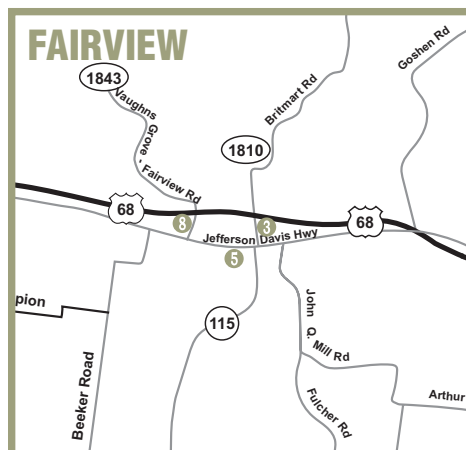 FAIRVIEW
1843
Vaughns Grove - Fairview Rd
Britmart Rd
Goshen Rd
1810
68
8
3
68
Jefferson Davis Hwy
5
pion
115
John Q. Mill Rd
Beeker Road
Fulcher Rd
Arthur